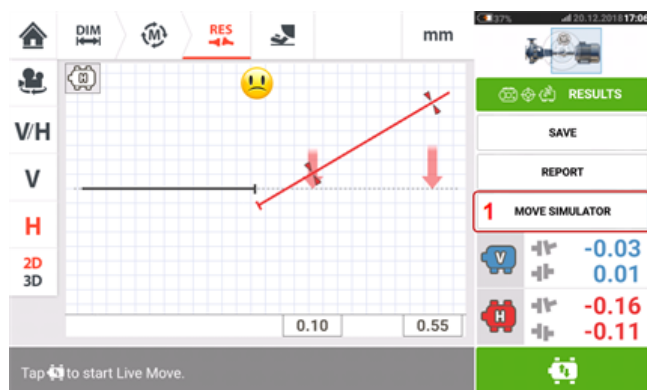 37% 20.12.2018 17:06
DIM
M
RES
mm
RESULTS
SAVE
REPORT
1 MOVE SIMULATOR
V/H
V
H
2D
3D
H
V
-0.03
0.01
H
-0.16
-0.11
0.10 0.55
Tap to start Live Move.